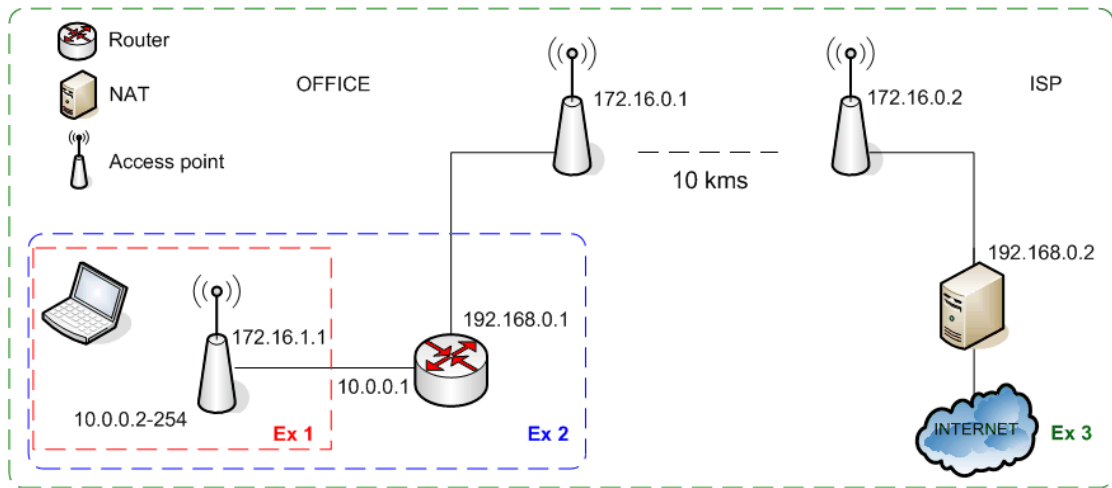 Router
NAT
Access point
OFFICE
172.16.0.1
10 kms
172.16.0.2
ISP
192.168.0.2
172.16.1.1
192.168.0.1
10.0.0.1
10.0.0.2-254
Ex 1
Ex 2
INTERNET
Ex 3